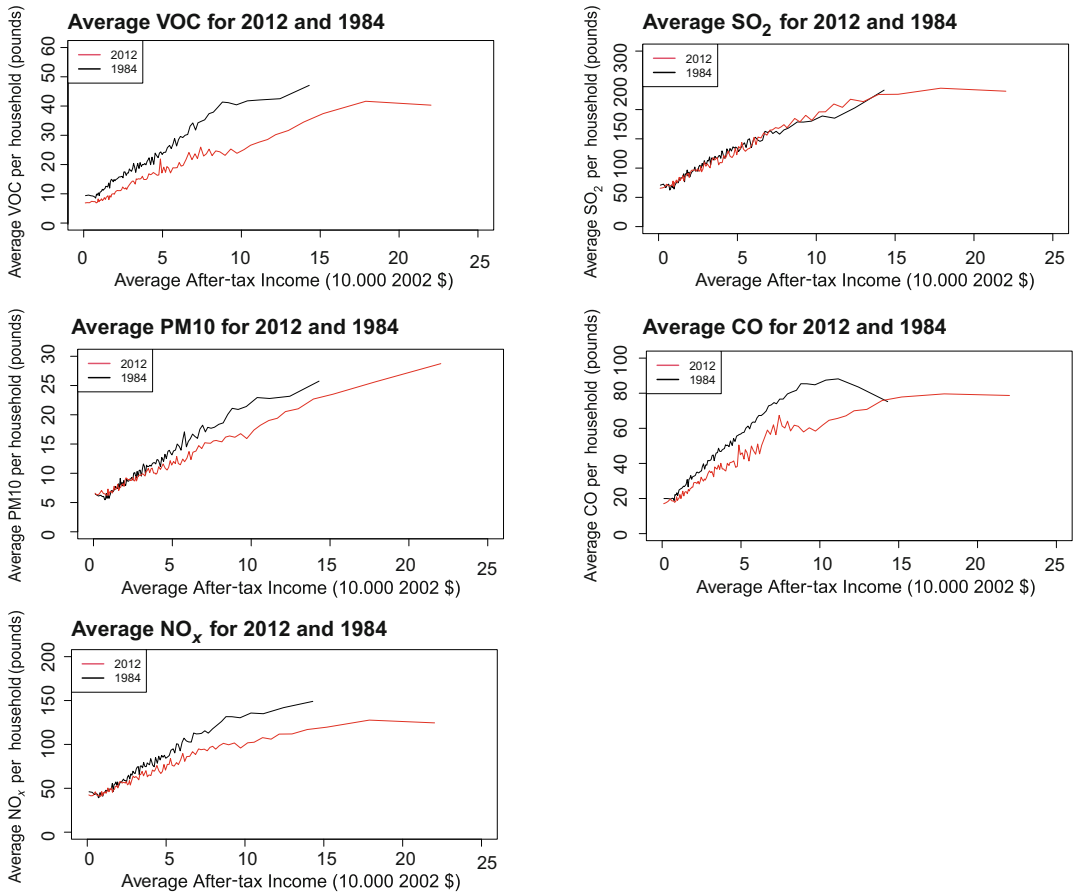 Average VOC for 2012 and 1984
2012
1984
Average VOC per household (pounds)
0 10 20 30 40 50 60
0 5 10 15 20 25
Average After-tax Income (10.000 2002 $)
Average SO2 for 2012 and 1984
2012
1984
Average SO2 per household (pounds)
0 50 100 150 200 300
0 5 10 15 20 25
Average After-tax Income (10.000 2002 $)
Average PM10 for 2012 and 1984
2012
1984
Average PM10 per household (pounds)
0 5 10 15 20 25 30
0 5 10 15 20 25
Average After-tax Income (10.000 2002 $)
Average CO for 2012 and 1984
2012
1984
Average CO per household (pounds)
0 20 40 60 80 100
0 5 10 15 20 25
Average After-tax Income (10.000 2002 $)
Average NOx for 2012 and 1984
2012
1984
Average NOx per household (pounds)
0 50 100 150 200
0 5 10 15 20 25
Average After-tax Income (10.000 2002 $)